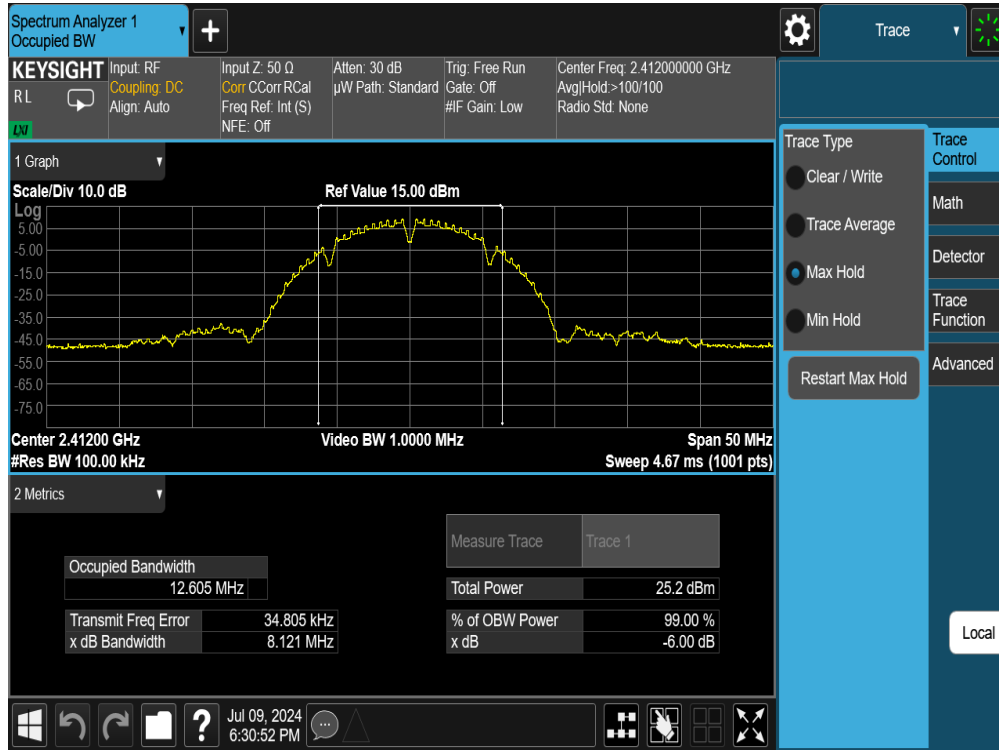 Spectrum Analyzer 1
Occupied BW
+
Trace
KEYSIGHT
R L
LXI
Input: RF
Coupling: DC
Align: Auto
Input Z: 50 Ω
Corr CCorr RCal
Freq Ref: Int (S)
NFE: Off
Atten: 30 dB
µW Path: Standard
Trig: Free Run
Gate: Off
#IF Gain: Low
Center Freq: 2.412000000 GHz
Avg|Hold:>100/100
Radio Std: None
1 Graph
Scale/Div 10.0 dB
Ref Value 15.00 dBm
Log
5.00
-5.00
-15.0
-25.0
-35.0
-45.0
-55.0
-65.0
-75.0
Center 2.41200 GHz
Video BW 1.0000 MHz
Span 50 MHz
#Res BW 100.00 kHz
Sweep 4.67 ms (1001 pts)
2 Metrics
Measure Trace
Trace 1
Occupied Bandwidth
12.605 MHz
Total Power
25.2 dBm
Transmit Freq Error
34.805 kHz
% of OBW Power
99.00 %
x dB Bandwidth
8.121 MHz
x dB
-6.00 dB
Trace Type
Clear / Write
Trace Average
Max Hold
Min Hold
Restart Max Hold
Trace
Control
Math
Detector
Trace
Function
Advanced
Local
?
Jul 09, 2024
6:30:52 PM